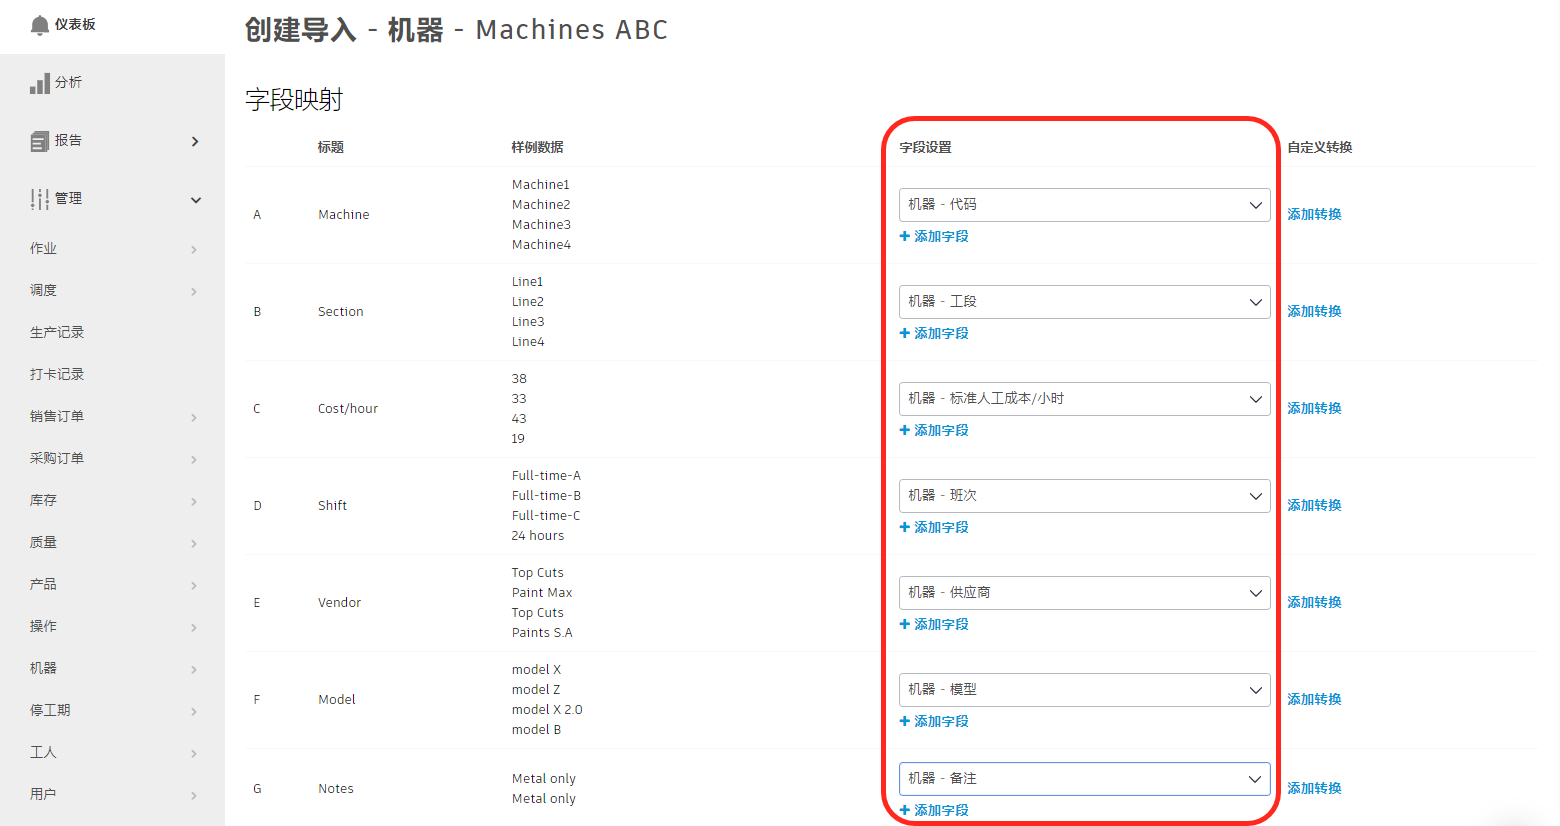 仪表板
分析
报告
管理
作业
调度
生产记录
打卡记录
销售订单
采购订单
库存
质量
产品
操作
机器
停工期
工人
用户
创建导入 - 机器 - Machines ABC
字段映射
标题 样例数据 字段设置 自定义转换
A Machine
Machine1
Machine2
Machine3
Machine4
机器 - 代码
+ 添加字段
添加转换
B Section
Line1
Line2
Line3
Line4
机器 - 工段
+ 添加字段
添加转换
C Cost/hour
38
33
43
19
机器 - 标准人工成本/小时
+ 添加字段
添加转换
D Shift
Full-time-A
Full-time-B
Full-time-C
24 hours
机器 - 班次
+ 添加字段
添加转换
E Vendor
Top Cuts
Paint Max
Top Cuts
Paints S.A
机器 - 供应商
+ 添加字段
添加转换
F Model
model X
model Z
model X 2.0
model B
机器 - 模型
+ 添加字段
添加转换
G Notes
Metal only
Metal only
机器 - 备注
+ 添加字段
添加转换